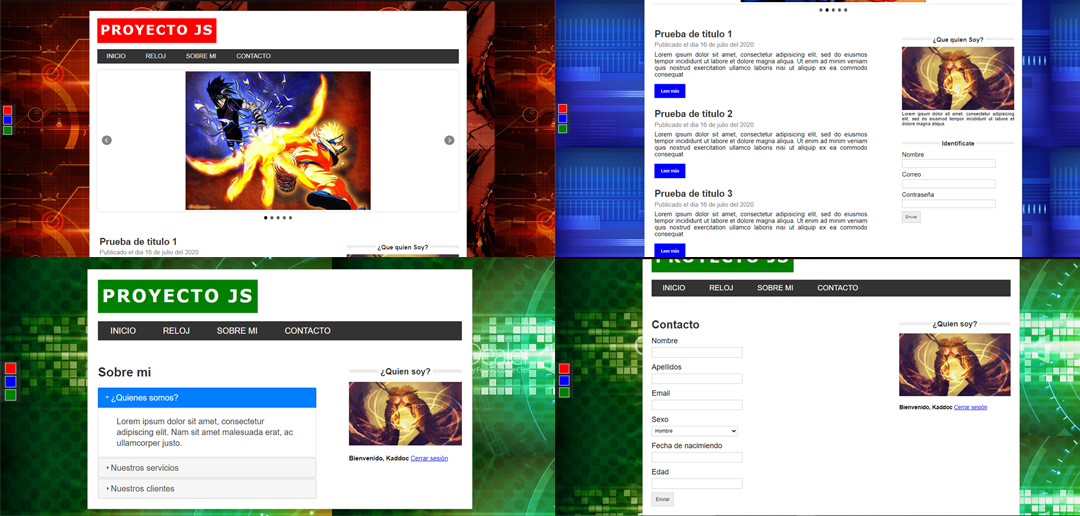 PROYECTO JS
INICIO RELOJ SOBRE MI CONTACTO
Prueba de titulo 1
Publicado el dia 16 de julio del 2020
¿Que quien Soy?
Prueba de titulo 1
Publicado el dia 16 de julio del 2020
Lorem ipsum dolor sit amet, consectetur adipisicing elit, sed do eiusmos
tempor incididunt ut labore et dolore magna aliqua. Ut enim ad minim veniam
quis nostrud exercitation ullamco laboris nisi ut aliquip ex ea commodo
consequat
Leer más
Prueba de titulo 2
Publicado el dia 16 de julio del 2020
Lorem ipsum dolor sit amet, consectetur adipisicing elit, sed do eiusmos
tempor incididunt ut labore et dolore magna aliqua. Ut enim ad minim veniam
quis nostrud exercitation ullamco laboris nisi ut aliquip ex ea commodo
consequat
Leer más
Prueba de titulo 3
Publicado el dia 16 de julio del 2020
Lorem ipsum dolor sit amet, consectetur adipisicing elit, sed do eiusmos
tempor incididunt ut labore et dolore magna aliqua. Ut enim ad minim veniam
quis nostrud exercitation ullamco laboris nisi ut aliquip ex ea commodo
consequat
Leer más
¿Que quien Soy?
Lorem ipsum dolor sit amet, consectetur adipisicing
elit, sed do eiusmod tempor incididunt ut labore et
dolore magna aliqua.
Identificate
Nombre
Correo
Contraseña
Enviar
PROYECTO JS
INICIO RELOJ SOBRE MI CONTACTO
Sobre mi
¿Quienes somos?
Lorem ipsum dolor sit amet, consectetur
adipiscing elit. Nam sit amet malesuada erat, ac
ullamcorper justo.
Nuestros servicios
Nuestros clientes
¿Quien soy?
Bienvenido, Kaddoc Cerrar sesión
PROYECTO JS
INICIO RELOJ SOBRE MI CONTACTO
Contacto
Nombre
Apellidos
Email
Sexo
Hombre
Fecha de nacimiendo
Edad
Enviar
¿Quien soy?
Bienvenido, Kaddoc Cerrar sesión